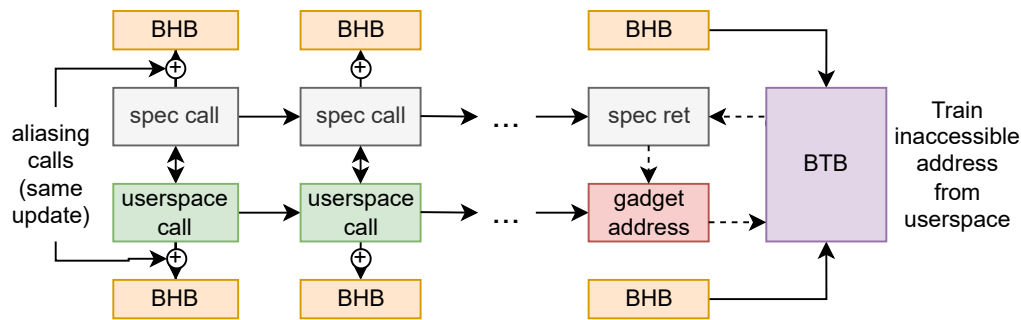 BHB
BHB
BHB
+
+
spec call
spec call
...
spec ret
BTB
Train
inaccessible
address
from
userspace
aliasing
calls
(same
update)
userspace
call
userspace
call
...
gadget
address
+
+
BHB
BHB
BHB